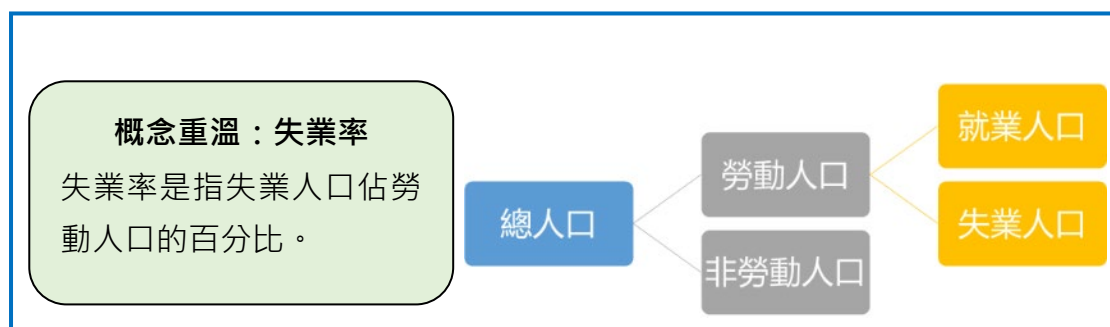 概念重溫：失業率
失業率是指失業人口佔勞
動人口的百分比。
總人口
勞動人口
非勞動人口
就業人口
失業人口